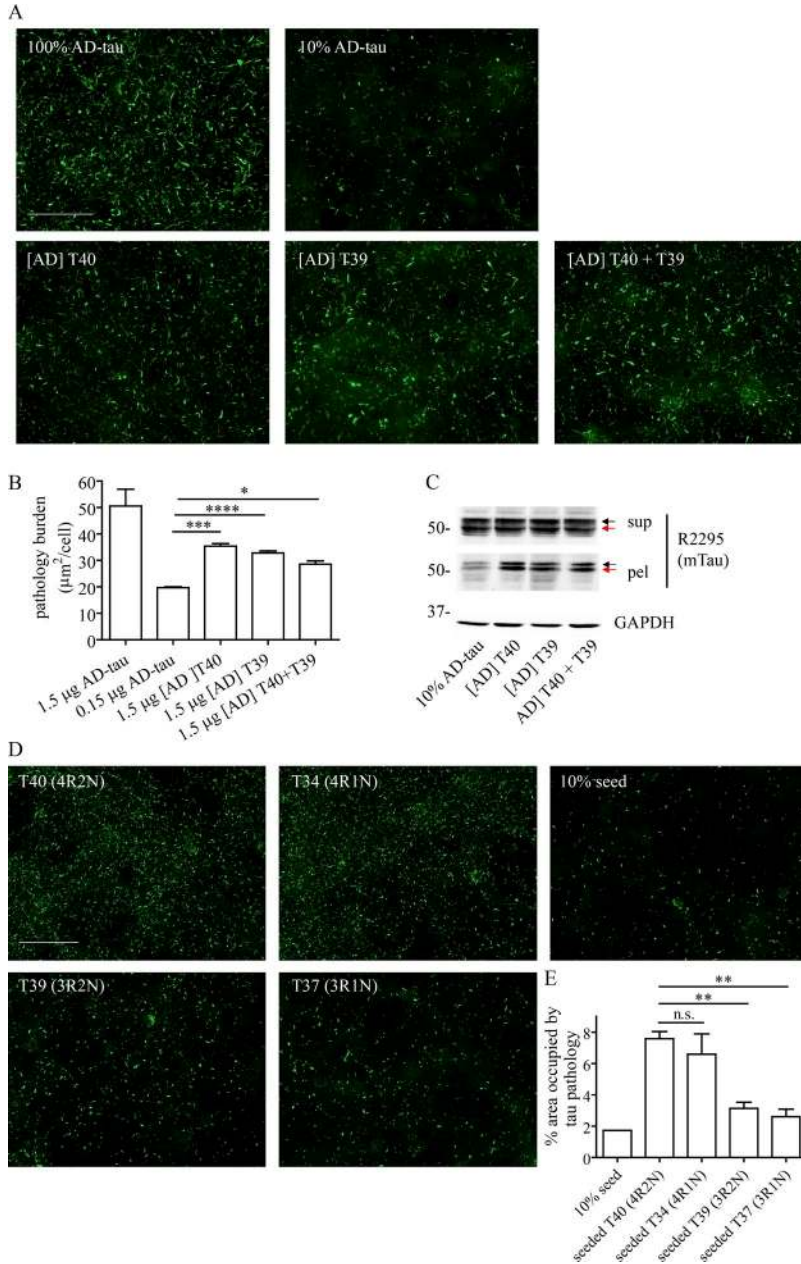 A
100% AD-tau
10% AD-tau
[AD] T40
[AD] T39
[AD] T40 + T39
B
pathology burden
(µm²/cell)
60
50
40
30
20
10
0
*
****
***
1.5 µg AD-tau
0.15 µg AD-tau
1.5 µg [AD ]T40
1.5 µg [AD] T39
1.5 µg [AD] T40+T39
C
50-
50-
37-
sup
pel
R2295
(mTau)
GAPDH
10% AD-tau
[AD] T40
[AD] T39
AD] T40 + T39
D
T40 (4R2N)
T34 (4R1N)
10% seed
T39 (3R2N)
T37 (3R1N)
E
% area occupied by
tau pathology
8
6
4
2
0
**
**
n.s.
10% seed
seeded T40 (4R2N)
seeded T34 (4R1N)
seeded T39 (3R2N)
seeded T37 (3R1N)